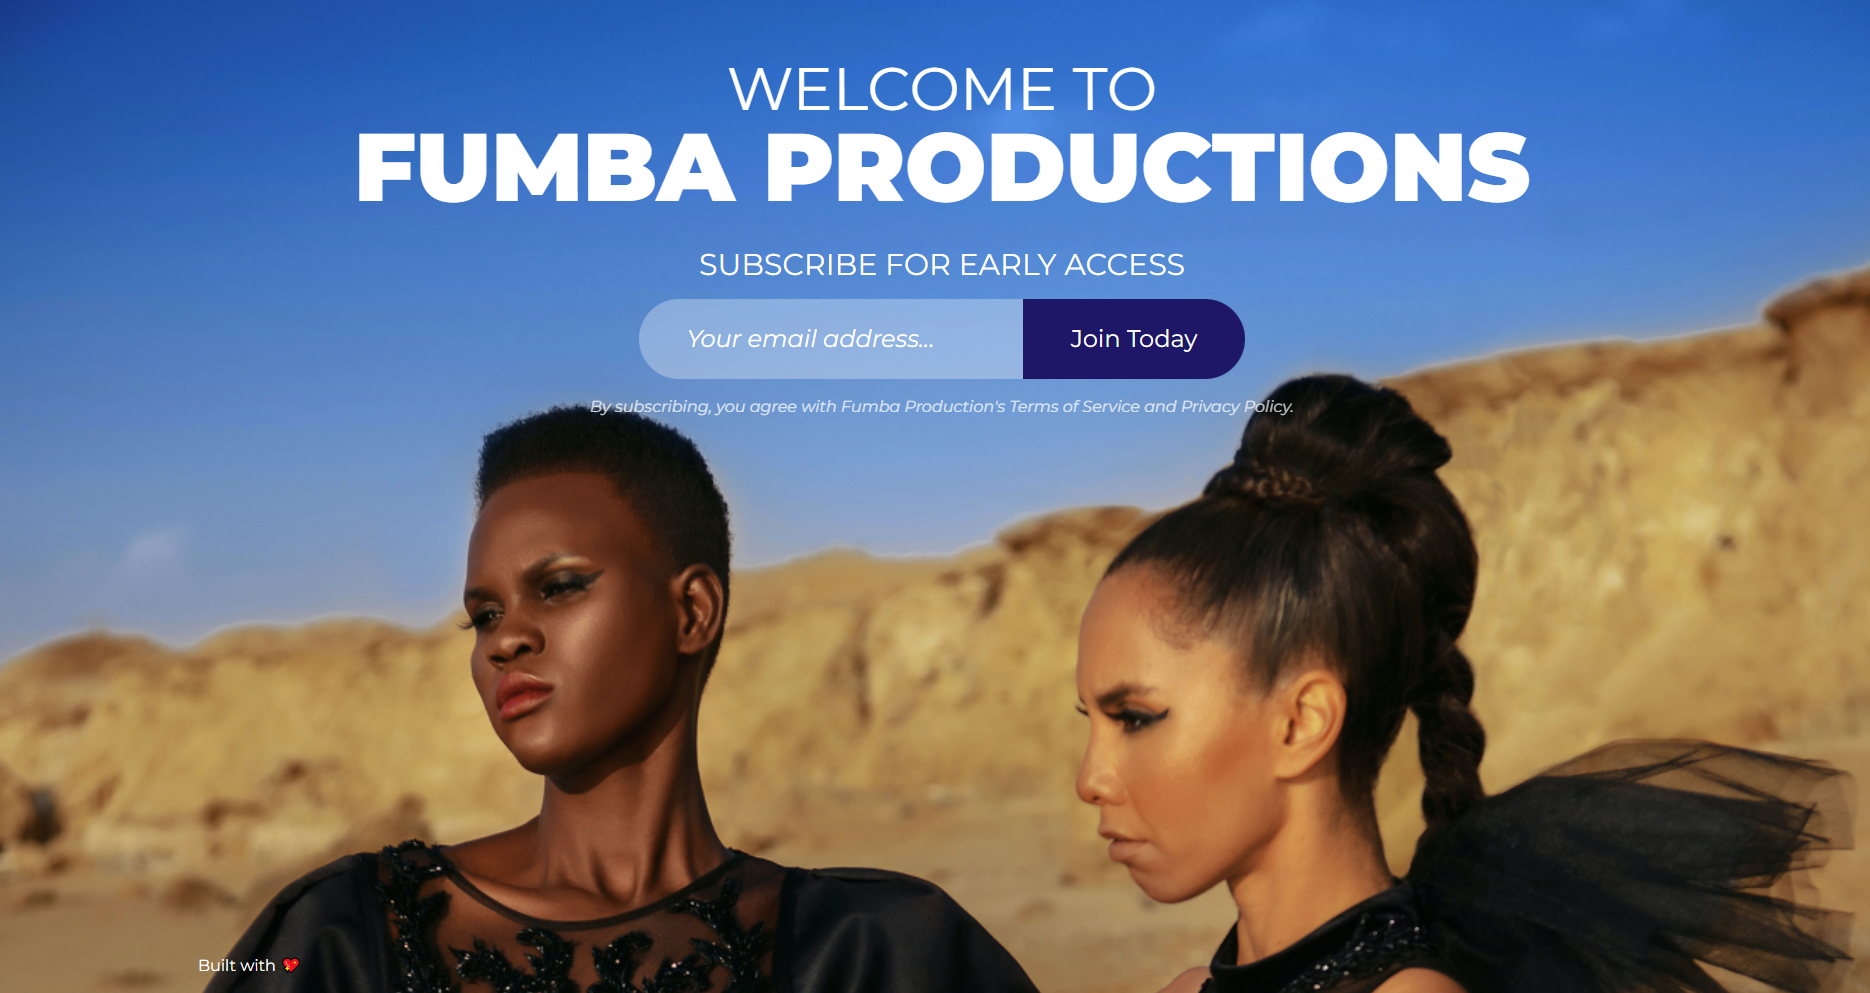 WELCOME TO
FUMBA PRODUCTIONS
SUBSCRIBE FOR EARLY ACCESS
Your email address...
Join Today
By subscribing, you agree with Fumba Production's Terms of Service and Privacy Policy.
Built with 💖